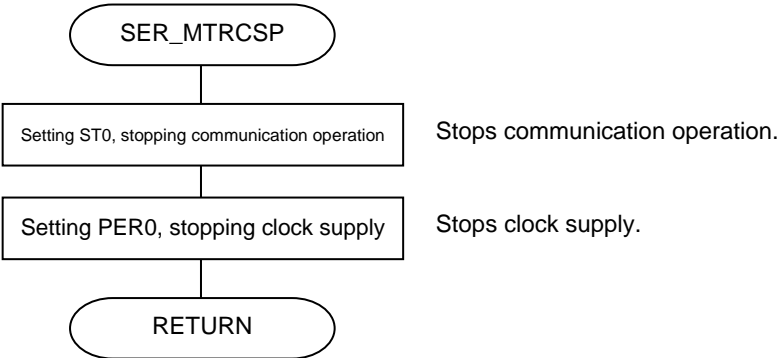 SER_MTRCSP
Setting ST0, stopping communication operation
Stops communication operation.
Setting PER0, stopping clock supply
Stops clock supply.
RETURN